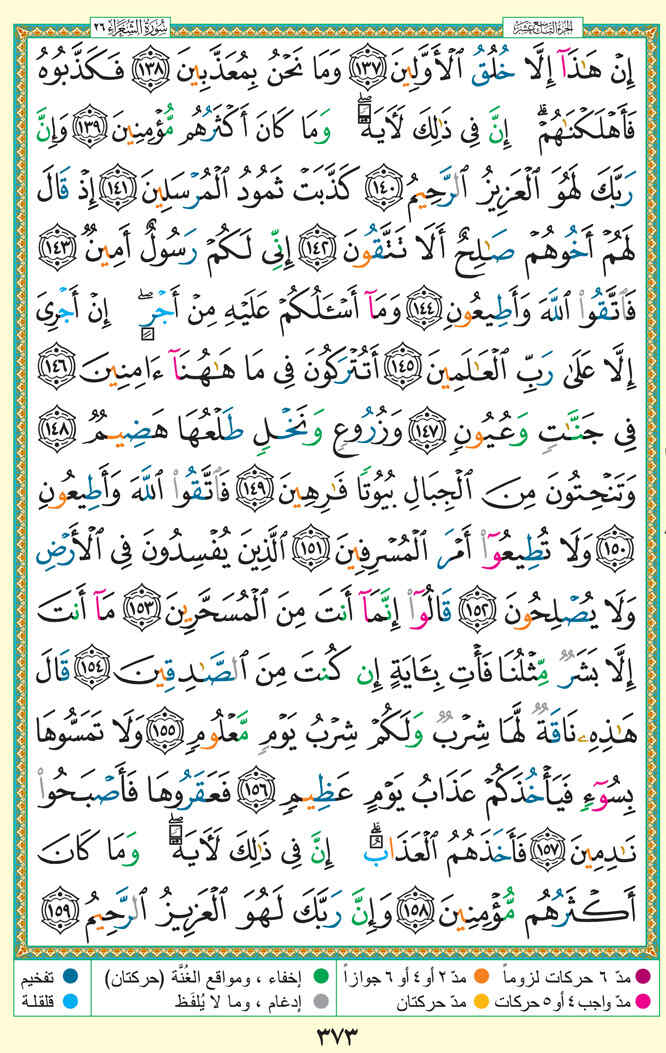 سُورَةُ الشُّعَرَاءِ ٢٦
الجزء التاسع عشر
إِنْ هَٰذَآ إِلَّا خُلُقُ ٱلْأَوَّلِينَ ١٣٧ وَمَا نَحْنُ بِمُعَذَّبِينَ ١٣٨ فَكَذَّبُوهُ
فَأَهْلَكْنَٰهُمْ ۗ إِنَّ فِى ذَٰلِكَ لَءَايَةً ۖ وَمَا كَانَ أَكْثَرُهُم مُّؤْمِنِينَ ١٣٩ وَإِنَّ
رَبَّكَ لَهُوَ ٱلْعَزِيزُ ٱلرَّحِيمُ ١٤٠ كَذَّبَتْ ثَمُودُ ٱلْمُرْسَلِينَ ١٤١ إِذْ قَالَ
لَهُمْ أَخُوهُمْ صَٰلِحٌ أَلَا تَتَّقُونَ ١٤٢ إِنِّى لَكُمْ رَسُولٌ أَمِينٌ ١٤٣
فَٱتَّقُوا۟ ٱللَّهَ وَأَطِيعُونِ ١٤٤ وَمَآ أَسْـَٔلُكُمْ عَلَيْهِ مِنْ أَجْرٍ ۖ إِنْ أَجْرِىَ
إِلَّا عَلَىٰ رَبِّ ٱلْعَٰلَمِينَ ١٤٥ أَتُتْرَكُونَ فِى مَا هَٰهُنَآ ءَامِنِينَ ١٤٦
فِى جَنَّٰتٍ وَعُيُونٍ ١٤٧ وَزُرُوعٍ وَنَخْلٍ طَلْعُهَا هَضِيمٌ ١٤٨
وَتَنْحِتُونَ مِنَ ٱلْجِبَالِ بُيُوتًا فَٰرِهِينَ ١٤٩ فَٱتَّقُوا۟ ٱللَّهَ وَأَطِيعُونِ
١٥٠ وَلَا تُطِيعُوٓا۟ أَمْرَ ٱلْمُسْرِفِينَ ١٥١ ٱلَّذِينَ يُفْسِدُونَ فِى ٱلْأَرْضِ
وَلَا يُصْلِحُونَ ١٥٢ قَالُوٓا۟ إِنَّمَآ أَنتَ مِنَ ٱلْمُسَحَّرِينَ ١٥٣ مَآ أَنتَ
إِلَّا بَشَرٌ مِّثْلُنَا فَأْتِ بِـَٔايَةٍ إِن كُنتَ مِنَ ٱلصَّٰدِقِينَ ١٥٤ قَالَ
هَٰذِهِۦ نَاقَةٌ لَّهَا شِرْبٌ وَلَكُمْ شِرْبُ يَوْمٍ مَّعْلُومٍ ١٥٥ وَلَا تَمَسُّوهَا
بِسُوٓءٍ فَيَأْخُذَكُمْ عَذَابُ يَوْمٍ عَظِيمٍ ١٥٦ فَعَقَرُوهَا فَأَصْبَحُوا۟
نَٰدِمِينَ ١٥٧ فَأَخَذَهُمُ ٱلْعَذَابُ ۗ إِنَّ فِى ذَٰلِكَ لَءَايَةً ۖ وَمَا كَانَ
أَكْثَرُهُم مُّؤْمِنِينَ ١٥٨ وَإِنَّ رَبَّكَ لَهُوَ ٱلْعَزِيزُ ٱلرَّحِيمُ ١٥٩
مدّ ٦ حركات لزوماً مدّ ٢ أو ٤ أو ٦ جوازاً إخفاء ، ومواقع الغُنَّة (حركتان) تفخيم
مدّ واجب ٤ أو ٥ حركات مدّ حركتان إدغام ، وما لا يُلفَظ قلقلة
٣٧٣